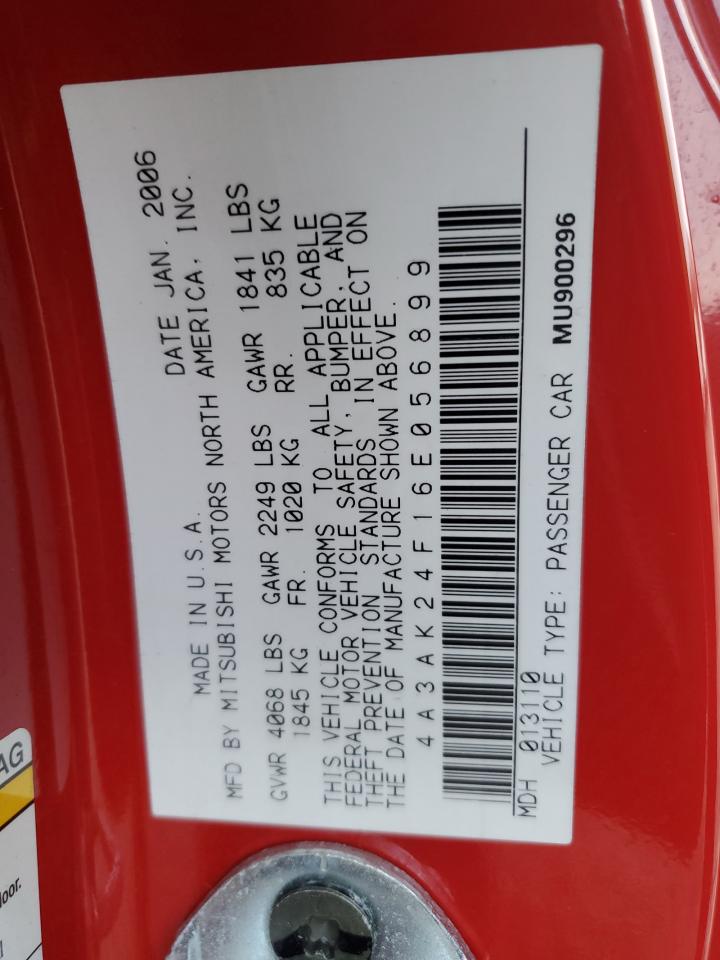 MADE IN U.S.A. DATE JAN. 2006
MFD BY MITSUBISHI MOTORS NORTH AMERICA, INC.
GVWR 4068 LBS GAWR 2249 LBS GAWR 1841 LBS
1845 KG FR. 1020 KG RR. 835 KG
THIS VEHICLE CONFORMS TO ALL APPLICABLE
FEDERAL MOTOR VEHICLE SAFETY, BUMPER, AND
THEFT PREVENTION STANDARDS IN EFFECT ON
THE DATE OF MANUFACTURE SHOWN ABOVE.
4A3AK24F16E056899
MDH 013110
VEHICLE TYPE: PASSENGER CAR MU900296
AG